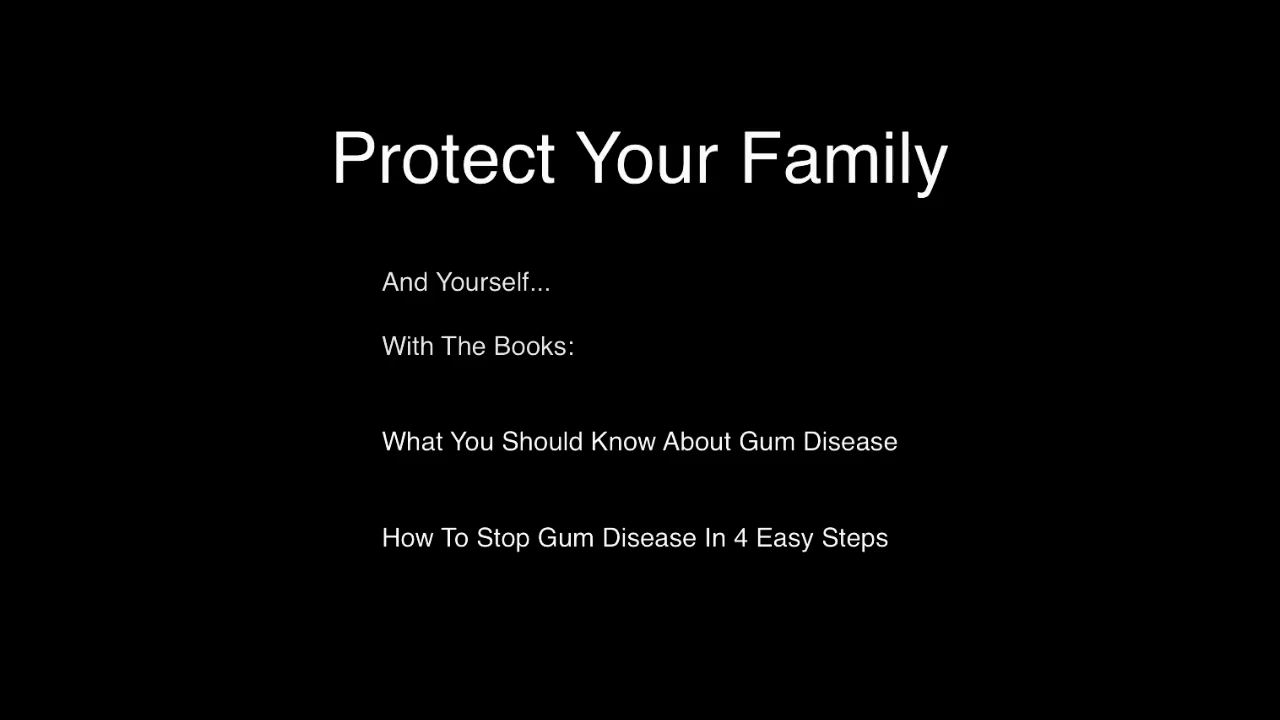 Protect Your Family
And Yourself...
With The Books:
What You Should Know About Gum Disease
How To Stop Gum Disease In 4 Easy Steps